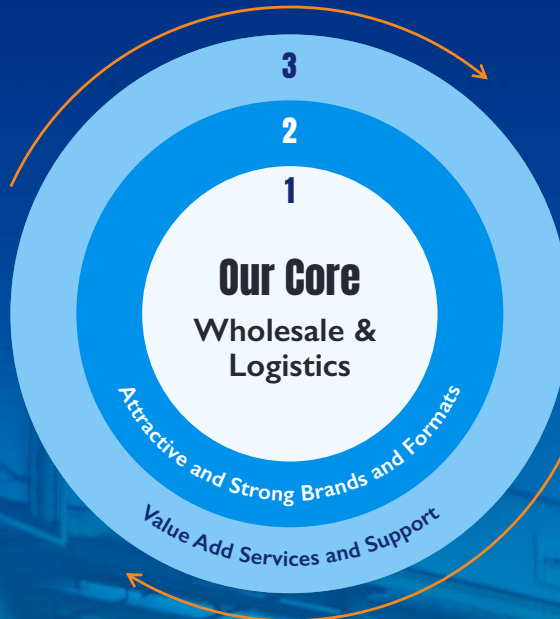 3
2
1
Our Core
Wholesale &
Logistics
Attractive and Strong Brands and Formats
Value Add Services and Support